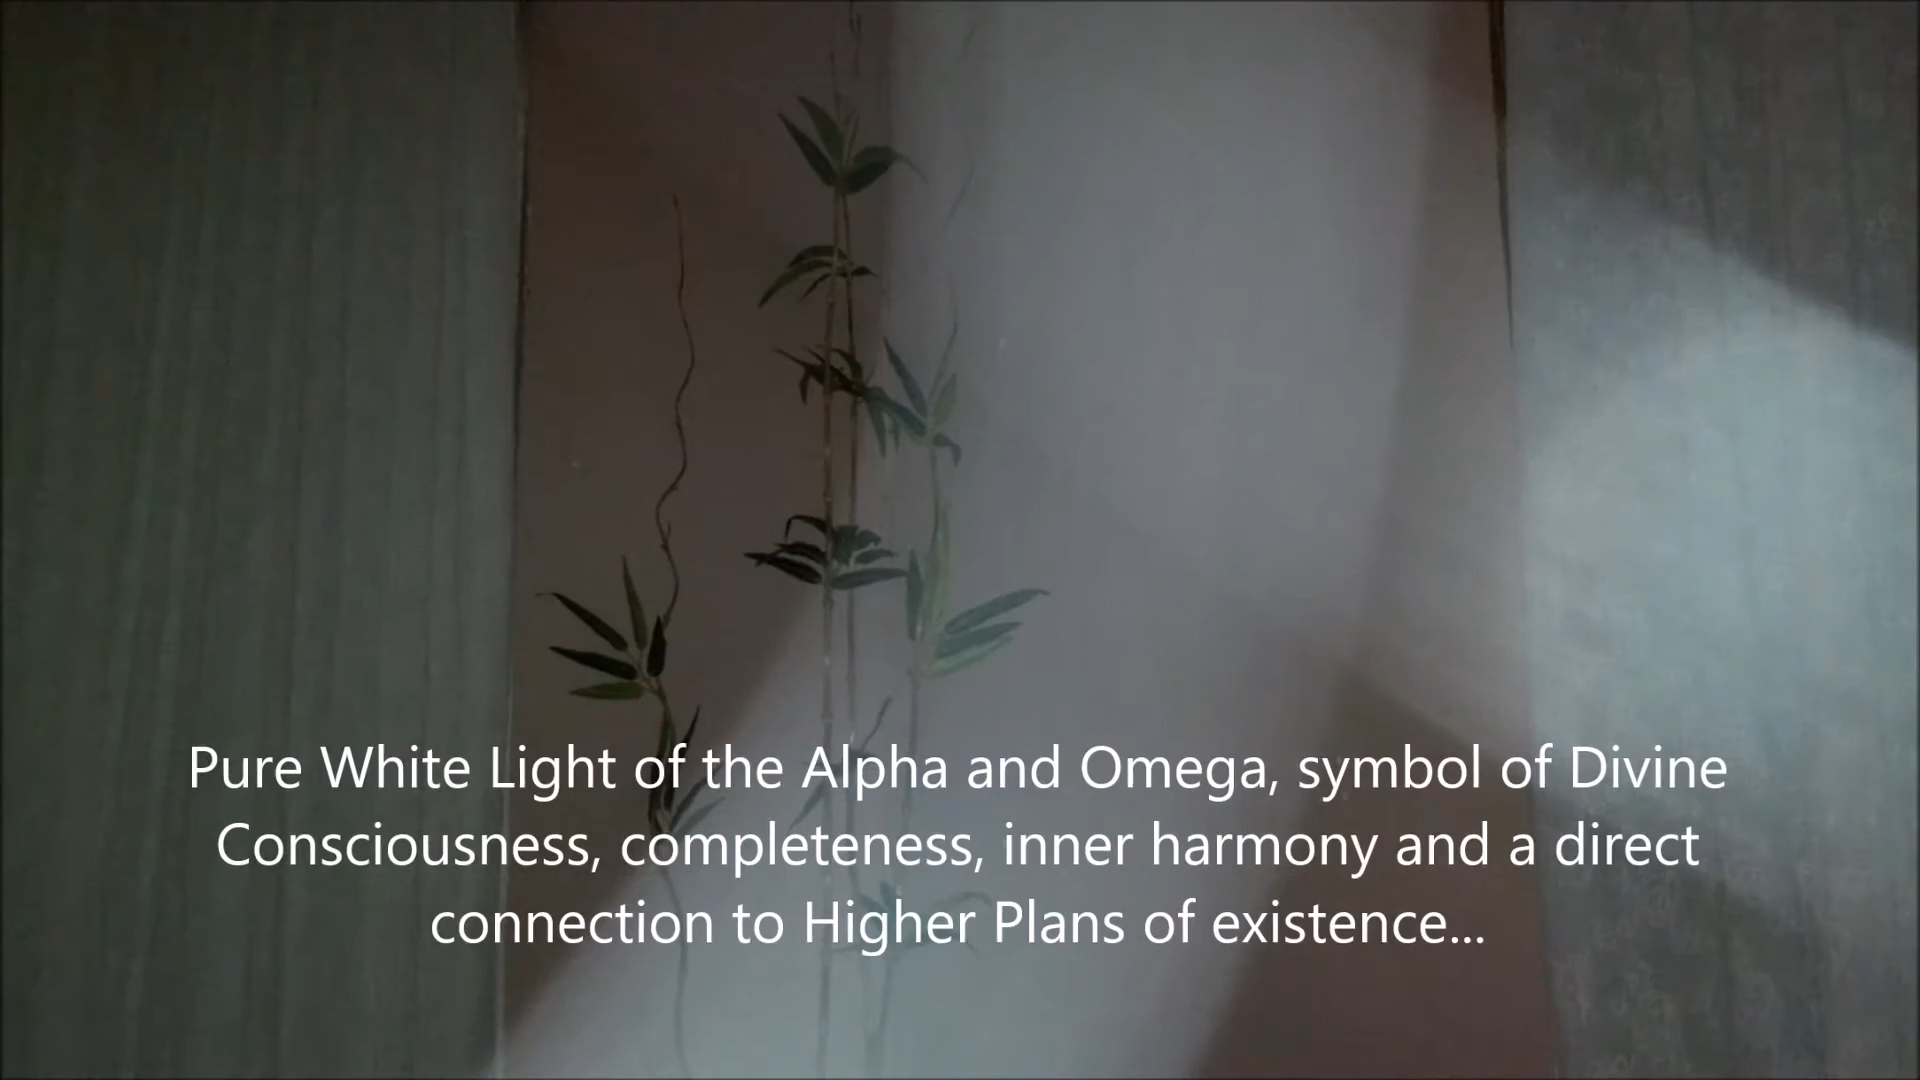 Pure White Light of the Alpha and Omega, symbol of Divine
Consciousness, completeness, inner harmony and a direct
connection to Higher Plans of existence...